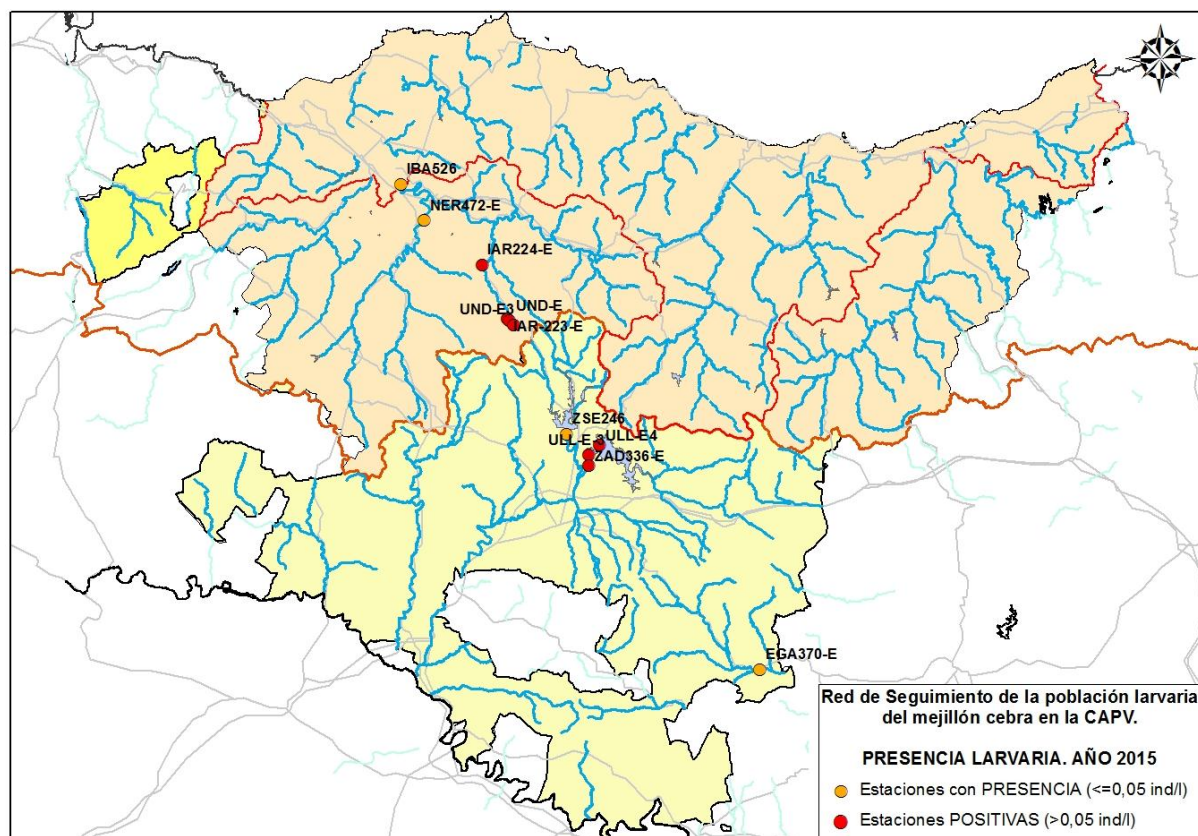 IBA526
NER472-E
IAR224-E
UND-E3 UND-E
IAR-223-E
ZSE246
ULL-E-3 ULL-E4
ZAD336-E
EGA370-E
Red de Seguimiento de la población larvaria
del mejillón cebra en la CAPV.
PRESENCIA LARVARIA. AÑO 2015
Estaciones con PRESENCIA (<=0,05 ind/l)
Estaciones POSITIVAS (>0,05 ind/l)